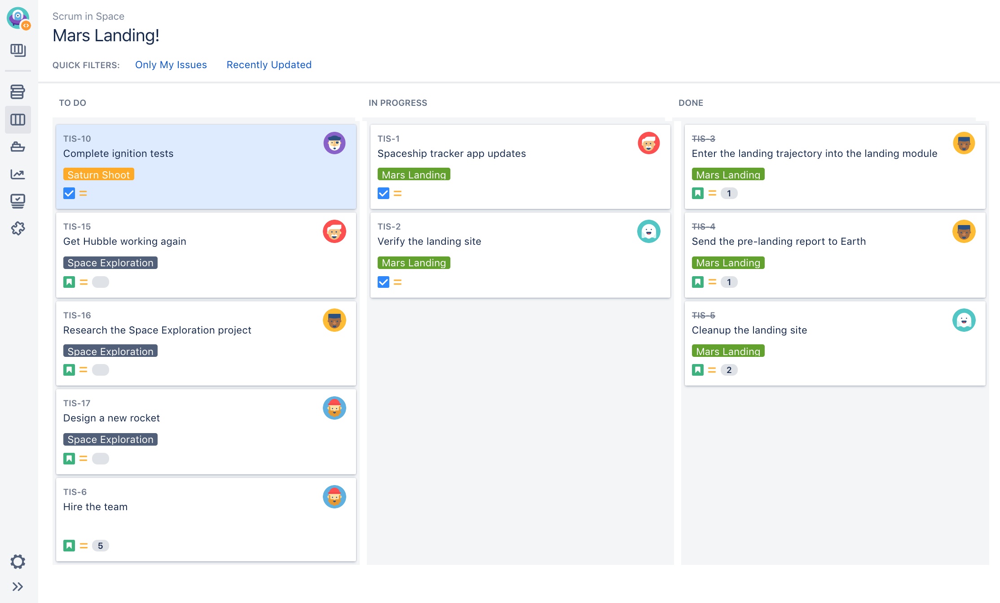 Scrum in Space
Mars Landing!
QUICK FILTERS: Only My Issues Recently Updated
TO DO
TIS-10
Complete ignition tests
Saturn Shoot
TIS-15
Get Hubble working again
Space Exploration
TIS-16
Research the Space Exploration project
Space Exploration
TIS-17
Design a new rocket
Space Exploration
TIS-6
Hire the team
5
IN PROGRESS
TIS-1
Spaceship tracker app updates
Mars Landing
TIS-2
Verify the landing site
Mars Landing
DONE
TIS-3
Enter the landing trajectory into the landing module
Mars Landing
1
TIS-4
Send the pre-landing report to Earth
Mars Landing
1
TIS-5
Cleanup the landing site
Mars Landing
2